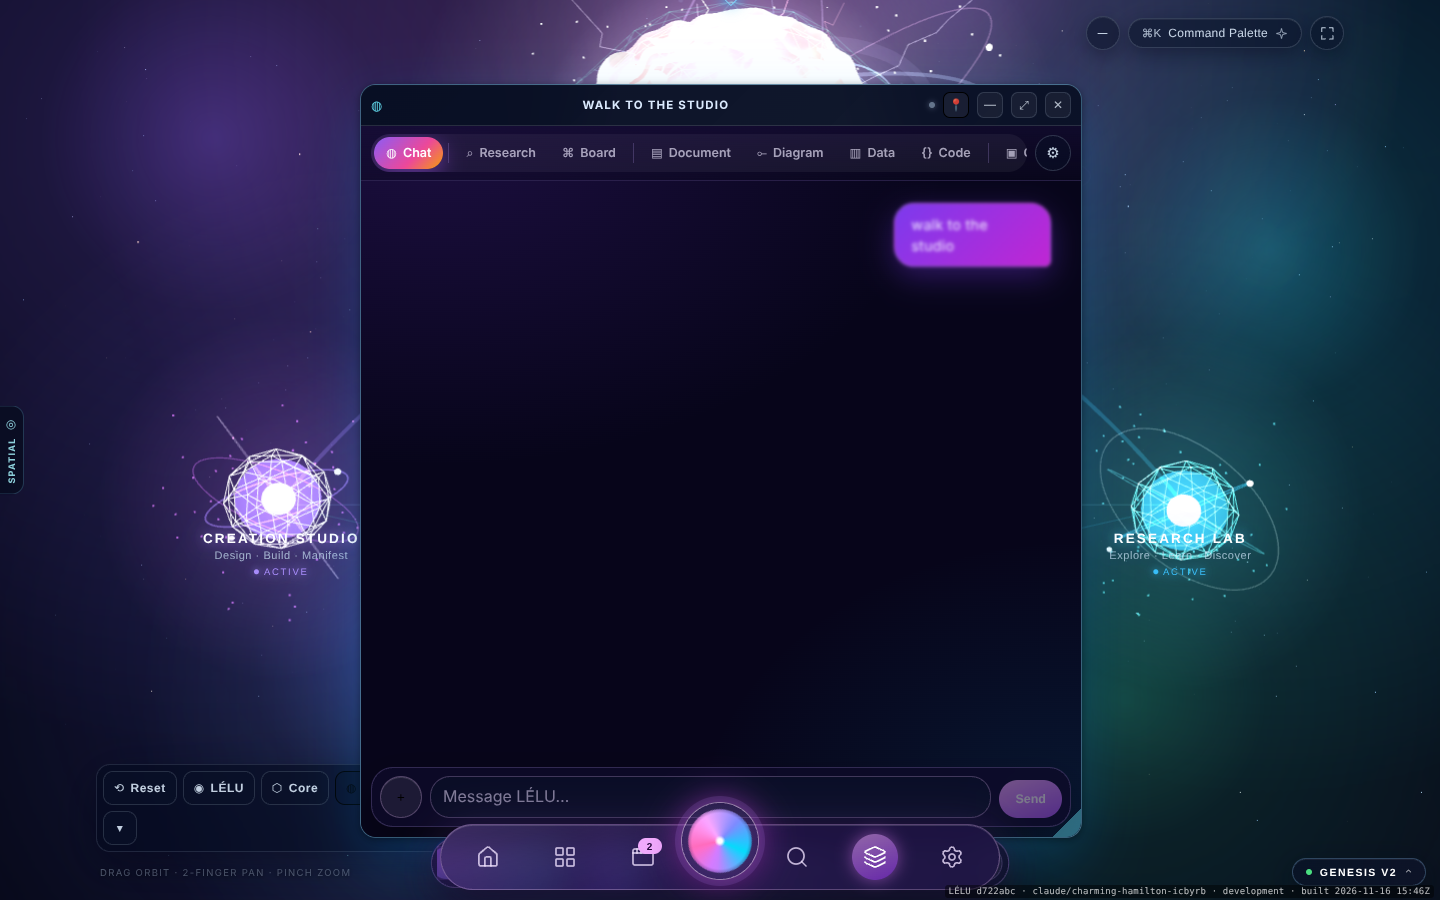 ⌘K Command Palette
WALK TO THE STUDIO
Chat
Research
⌘ Board
Document
Diagram
Data
{} Code
walk to the
studio
SPATIAL
CREATION STUDIO
Design · Build · Manifest
ACTIVE
RESEARCH LAB
Explore · Learn · Discover
ACTIVE
Reset
LÉLU
Core
+
Message LÉLU...
Send
2
DRAG ORBIT · 2-FINGER PAN · PINCH ZOOM
GENESIS V2
LÉLU d722abc · claude/charming-hamilton-icbyrb · development · built 2026-11-16 15:46Z